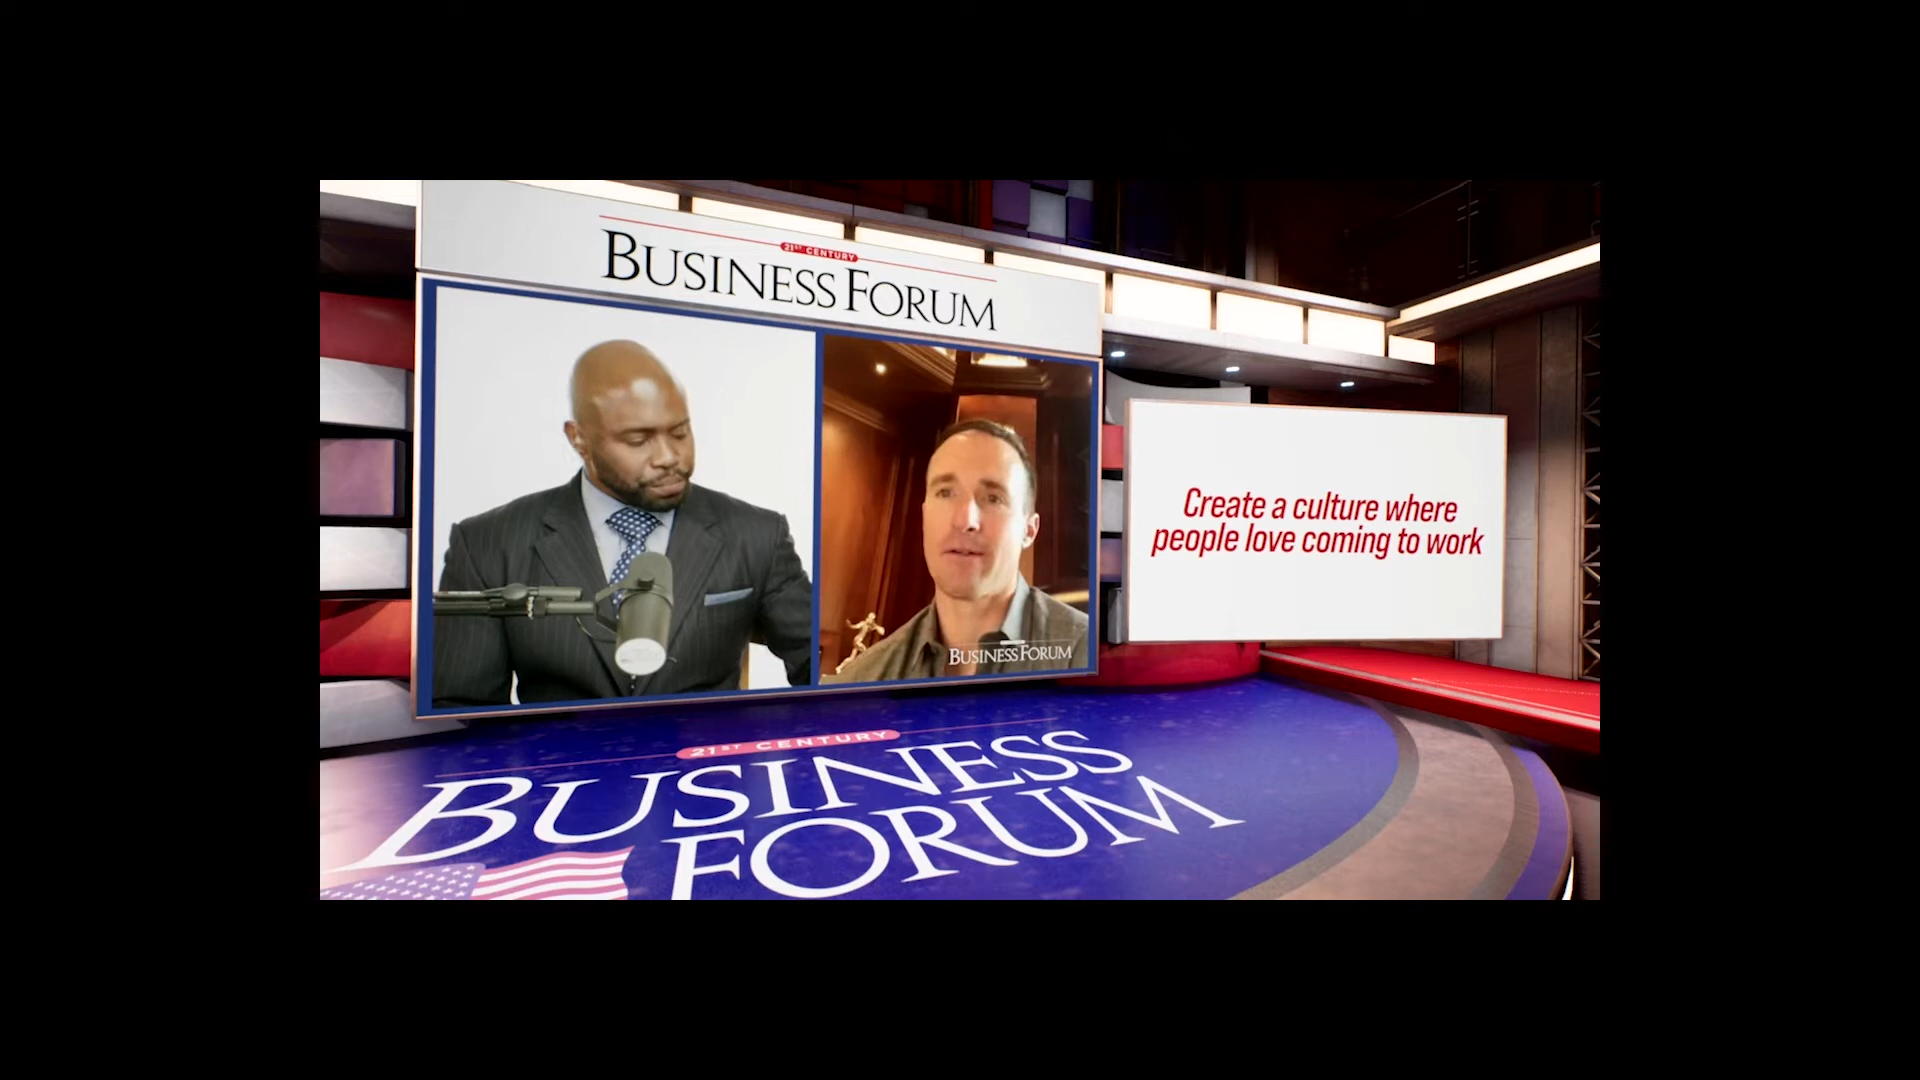 21ST CENTURY
BUSINESS FORUM
BUSINESS FORUM
Create a culture where
people love coming to work
21ST CENTURY
BUSINESS
FORUM